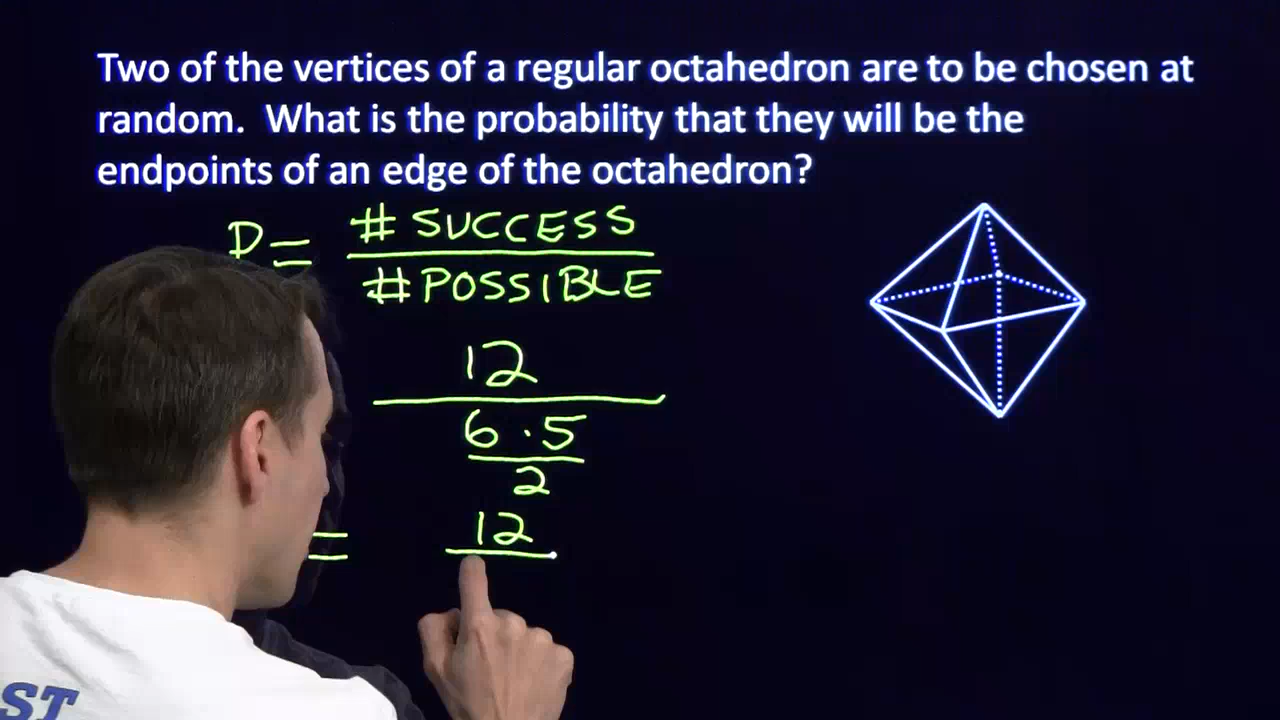 Two of the vertices of a regular octahedron are to be chosen at
random. What is the probability that they will be the
endpoints of an edge of the octahedron?
P = # SUCCESS
# POSSIBLE
12
6 · 5
2
= 12
ST